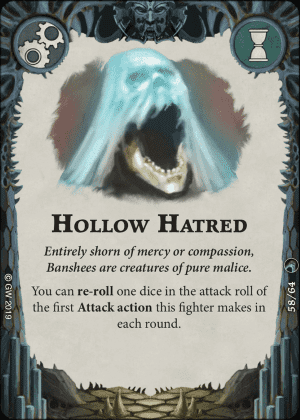 HOLLOW HATRED
Entirely shorn of mercy or compassion,
Banshees are creatures of pure malice.
You can re-roll one dice in the attack roll of
the first Attack action this fighter makes in
each round.
© GW 2019
58/64